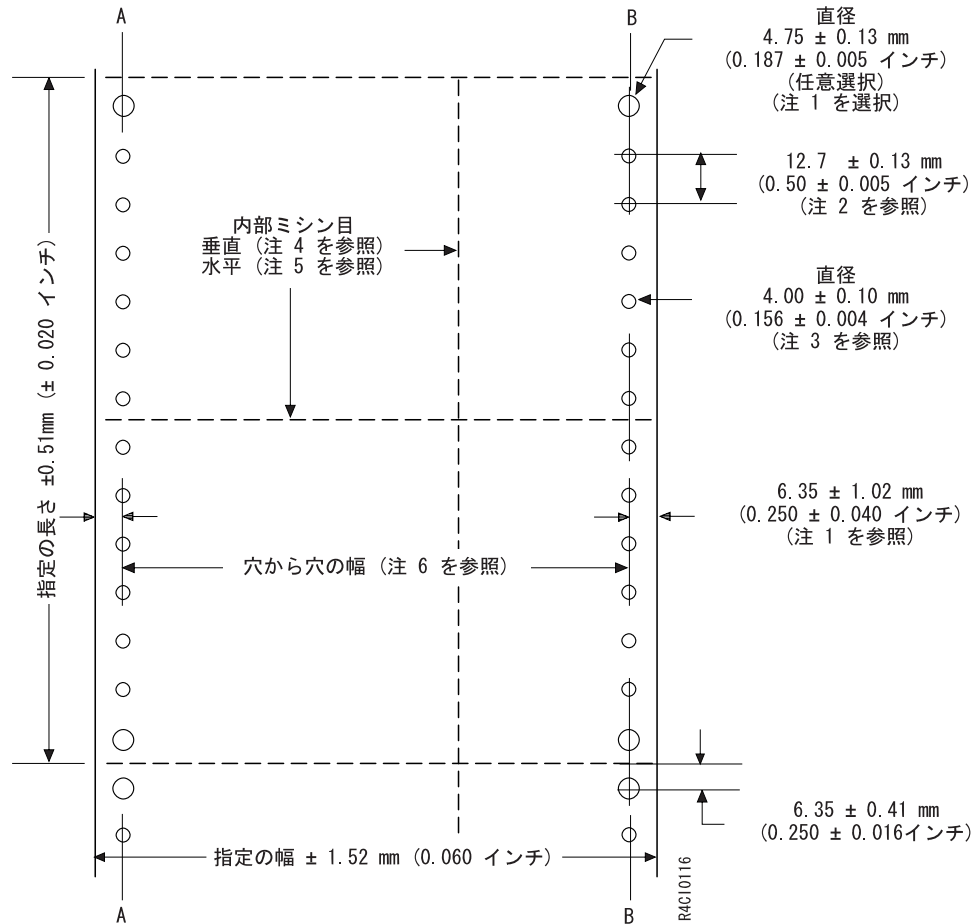 A
B
直径
4.75 ± 0.13 mm
(0.187 ± 0.005 インチ)
(任意選択)
(注 1 を選択)
12.7 ± 0.13 mm
(0.50 ± 0.005 インチ)
(注 2 を参照)
内部ミシン目
垂直 (注 4 を参照)
水平 (注 5 を参照)
直径
4.00 ± 0.10 mm
(0.156 ± 0.004 インチ)
(注 3 を参照)
指定の長さ ±0.51mm (± 0.020 インチ)
6.35 ± 1.02 mm
(0.250 ± 0.040 インチ)
(注 1 を参照)
穴から穴の幅 (注 6 を参照)
6.35 ± 0.41 mm
(0.250 ± 0.016インチ)
指定の幅 ± 1.52 mm (0.060 インチ)
A
B
R4C10116